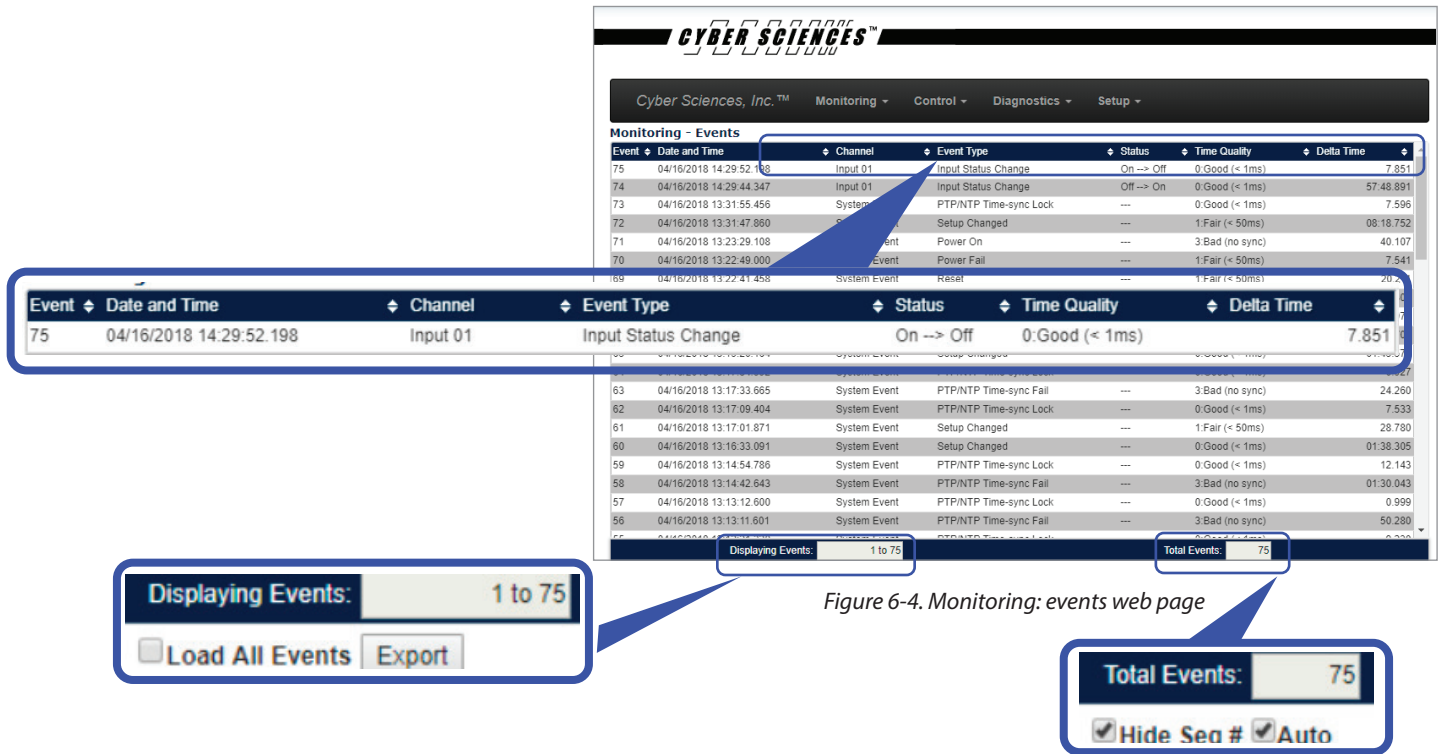 CYBER SCIENCES™
Cyber Sciences, Inc.™ Monitoring Control Diagnostics Setup
Monitoring - Events
Event Date and Time Channel Event Type Status Time Quality Delta Time
75 04/16/2018 14:29:52.198 Input 01 Input Status Change On --> Off 0:Good (< 1ms) 7.851
74 04/16/2018 14:29:44.347 Input 01 Input Status Change Off --> On 0:Good (< 1ms) 57:48.891
73 04/16/2018 13:31:55.456 System PTP/NTP Time-sync Lock --- 0:Good (< 1ms) 7.596
72 04/16/2018 13:31:47.860 Setup Changed --- 1:Fair (< 50ms) 08:18.752
71 04/16/2018 13:23:29.108 Power On --- 3:Bad (no sync) 40.107
70 04/16/2018 13:22:49.000 Event Power Fail --- 1:Fair (< 50ms) 7.541
69 04/16/2018 13:22:41.458 System Event Reset --- 1:Fair (< 50ms)
Event Date and Time Channel Event Type Status Time Quality Delta Time
75 04/16/2018 14:29:52.198 Input 01 Input Status Change On --> Off 0:Good (< 1ms) 7.851
63 04/16/2018 13:17:33.665 System Event PTP/NTP Time-sync Fail --- 3:Bad (no sync) 24.260
62 04/16/2018 13:17:09.404 System Event PTP/NTP Time-sync Lock --- 0:Good (< 1ms) 7.533
61 04/16/2018 13:17:01.871 System Event Setup Changed --- 1:Fair (< 50ms) 28.780
60 04/16/2018 13:16:33.091 System Event Setup Changed --- 0:Good (< 1ms) 01:38.305
59 04/16/2018 13:14:54.786 System Event PTP/NTP Time-sync Lock --- 0:Good (< 1ms) 12.143
58 04/16/2018 13:14:42.643 System Event PTP/NTP Time-sync Fail --- 3:Bad (no sync) 01:30.043
57 04/16/2018 13:13:12.600 System Event PTP/NTP Time-sync Lock --- 0:Good (< 1ms) 0.999
56 04/16/2018 13:13:11.601 System Event PTP/NTP Time-sync Fail --- 3:Bad (no sync) 50.280
Displaying Events: 1 to 75 Total Events: 75
Figure 6-4. Monitoring: events web page
Displaying Events: 1 to 75
Load All Events Export
Total Events: 75
Hide Seq # Auto